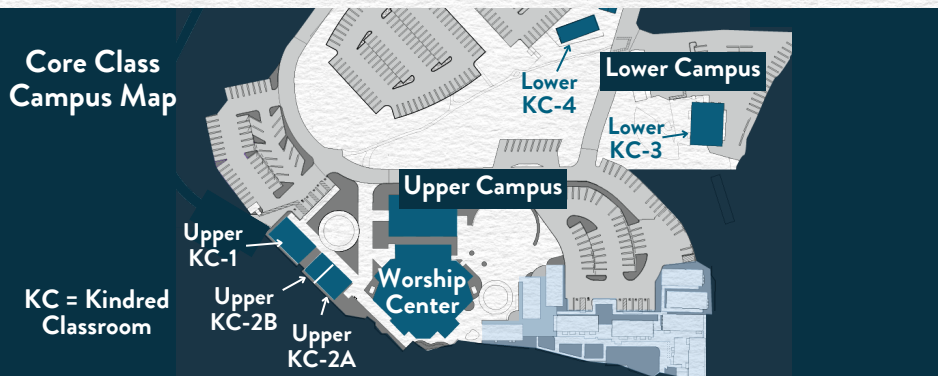 Core Class
Campus Map
Lower
KC-4
Lower Campus
Lower
KC-3
Upper Campus
Upper
KC-1
Worship
Center
Upper
KC-2B
KC = Kindred
Classroom
Upper
KC-2A